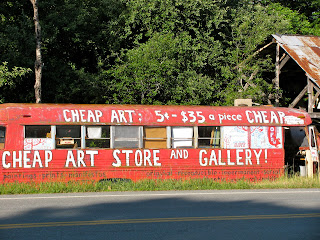 CHEAP ART: 5¢-$35 a piece CHEAP
CHEAP ART STORE AND GALLERY!